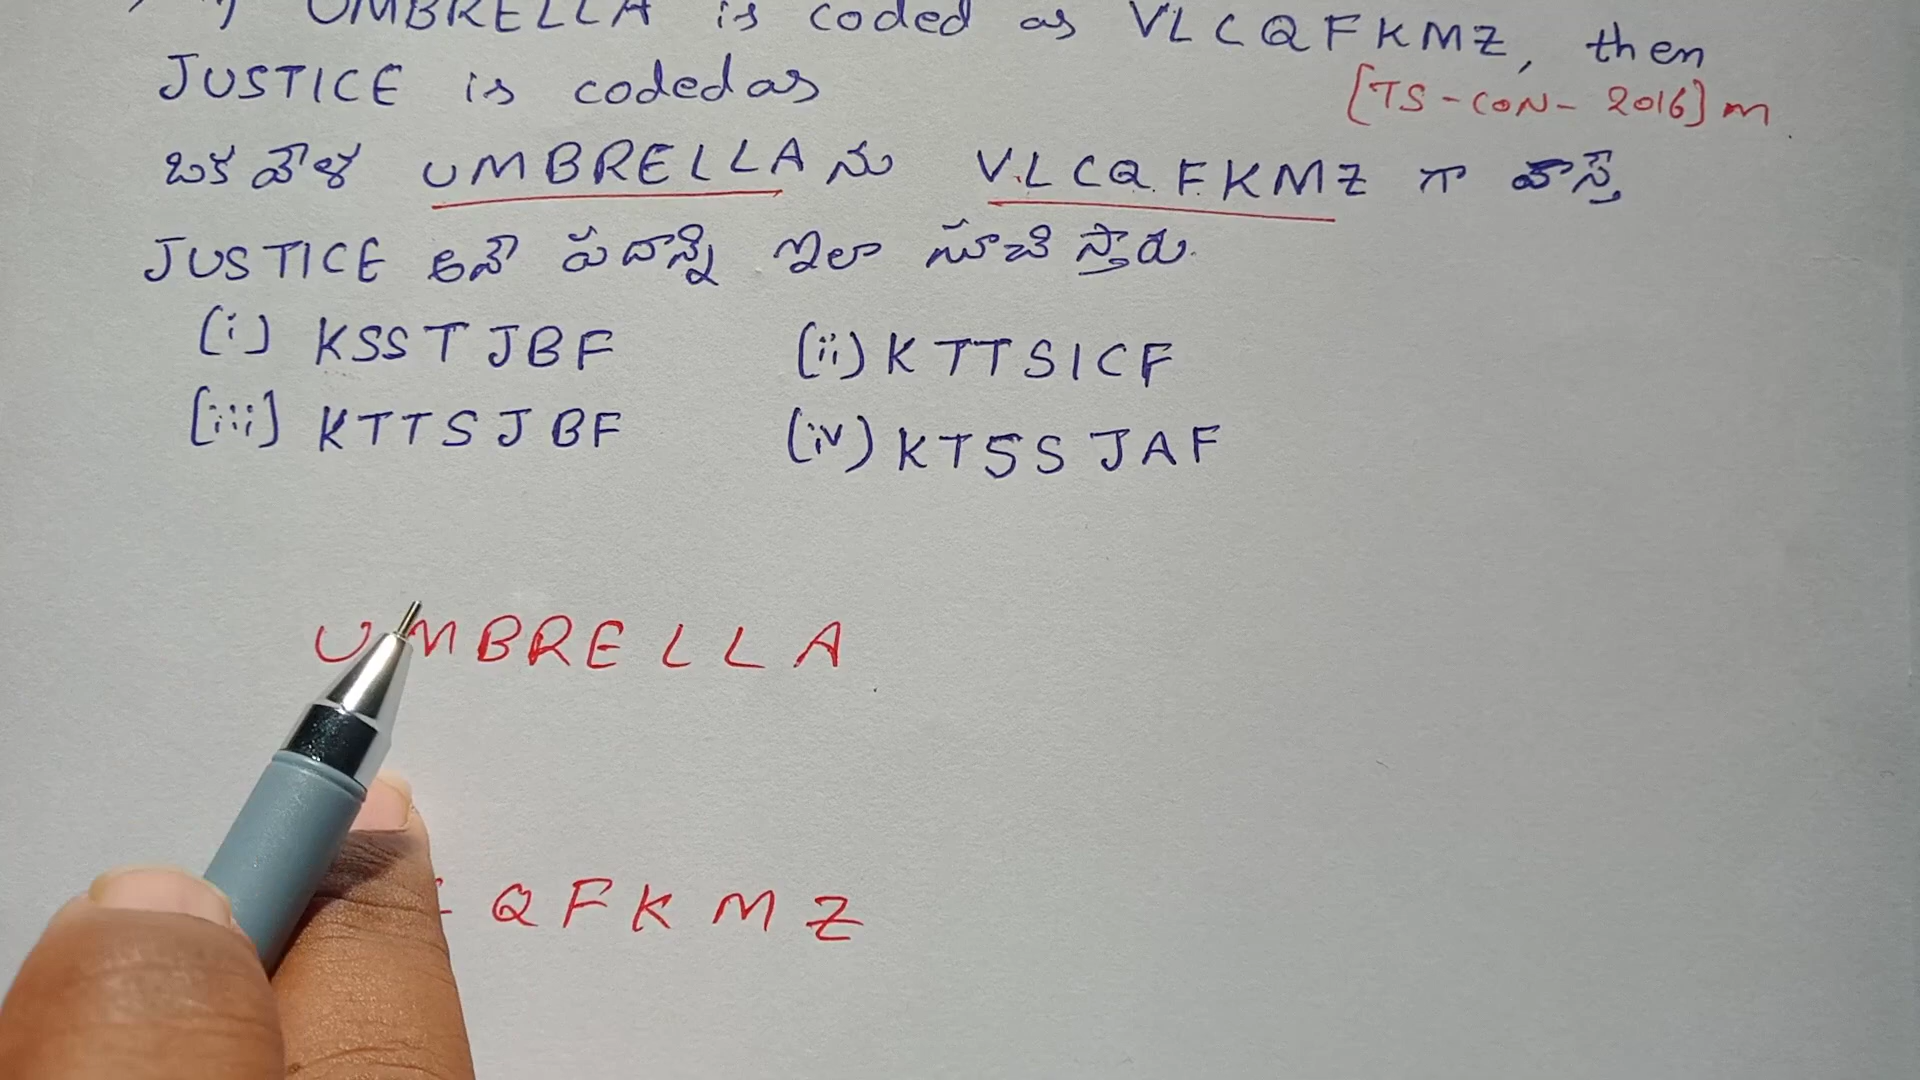 UMBRELLA is coded as VLCQFKMZ, then
JUSTICE is coded as
[TS-CON-2016] m
ఒకవేళ UMBRELLA ను VLCQFKMZ గా వ్రాస్తే
JUSTICE అనే పదాన్ని ఇలా సూచిస్తారు.
(i) KSSTJBF (ii) KTTSICF
(iii) KTTSJBF (iv) KTSSJAF
UMBRELLA
QFKMZ